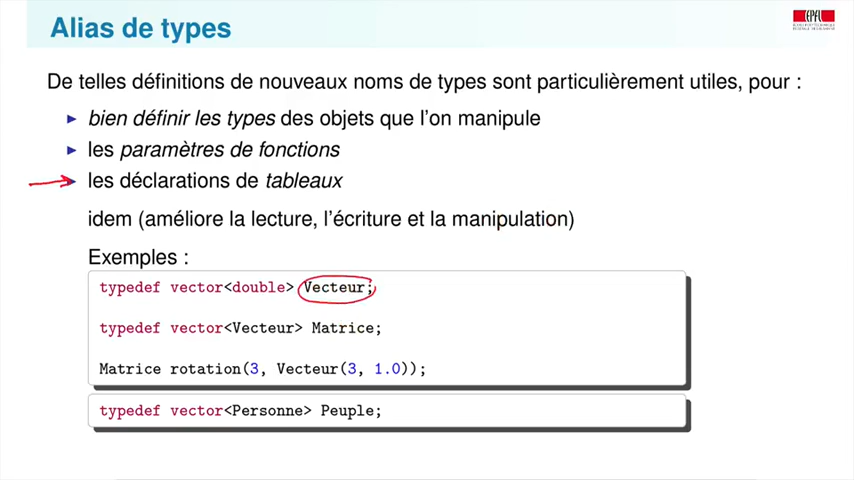 Alias de types
EPFL
De telles définitions de nouveaux noms de types sont particulièrement utiles, pour :
bien définir les types des objets que l'on manipule
les paramètres de fonctions
les déclarations de tableaux
idem (améliore la lecture, l'écriture et la manipulation)
Exemples :
typedef vector<double> Vecteur;
typedef vector<Vecteur> Matrice;
Matrice rotation(3, Vecteur(3, 1.0));
typedef vector<Personne> Peuple;